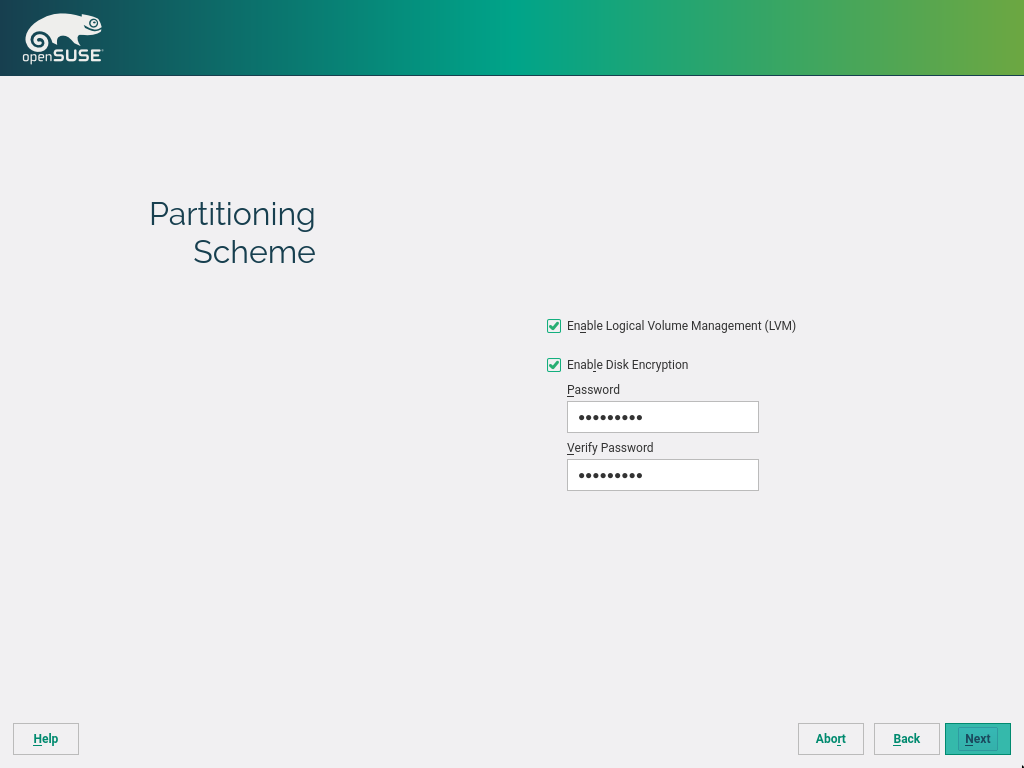 openSUSE
Partitioning
Scheme
Enable Logical Volume Management (LVM)
Enable Disk Encryption
Password
●●●●●●●●●
Verify Password
●●●●●●●●●
Help
Abort
Back
Next